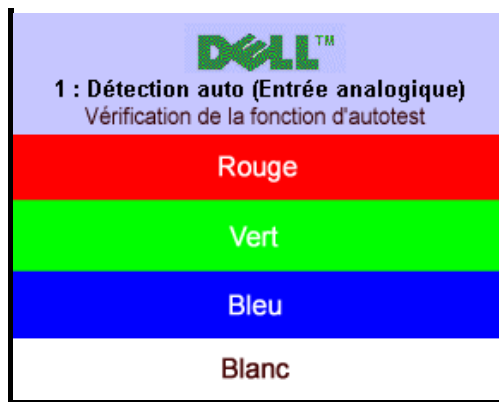 DELL™
1 : Détection auto (Entrée analogique)
Vérification de la fonction d'autotest
Rouge
Vert
Bleu
Blanc